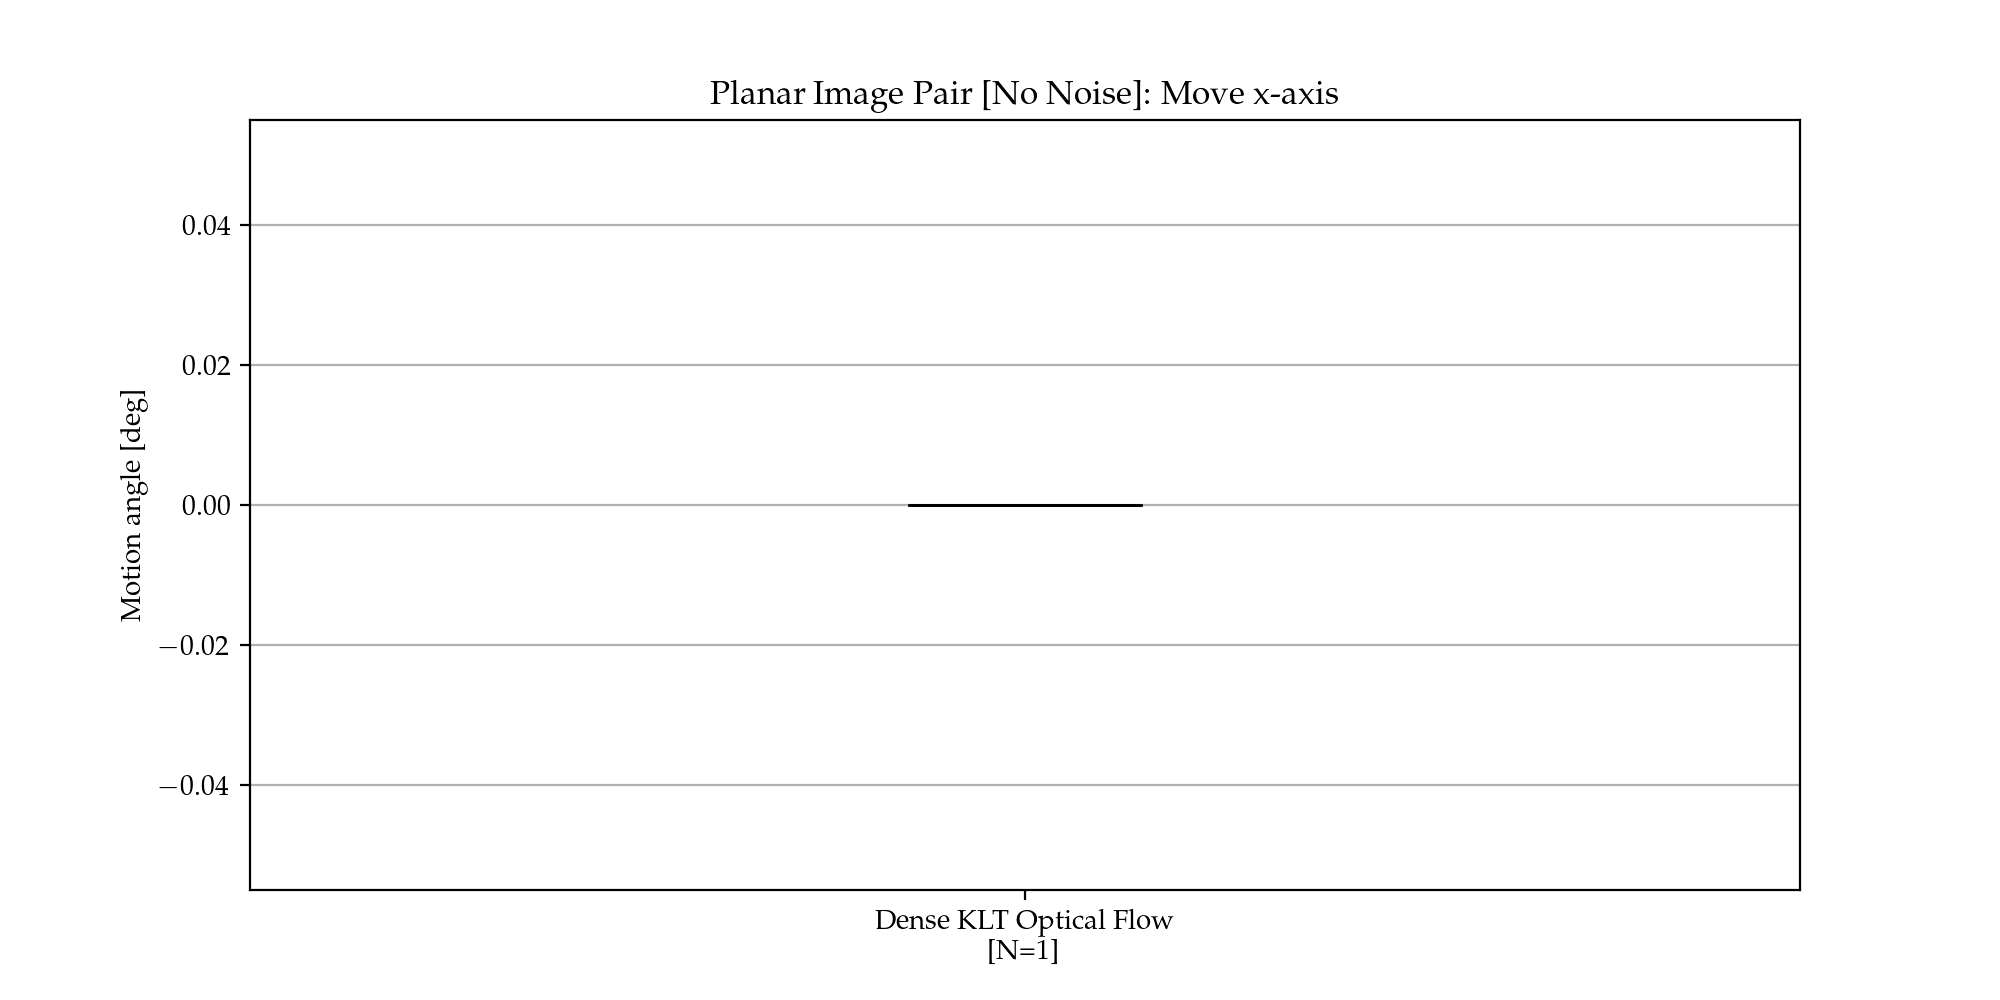 Planar Image Pair [No Noise]: Move x-axis
Motion angle [deg]
0.04
0.02
0.00
−0.02
−0.04
Dense KLT Optical Flow
[N=1]